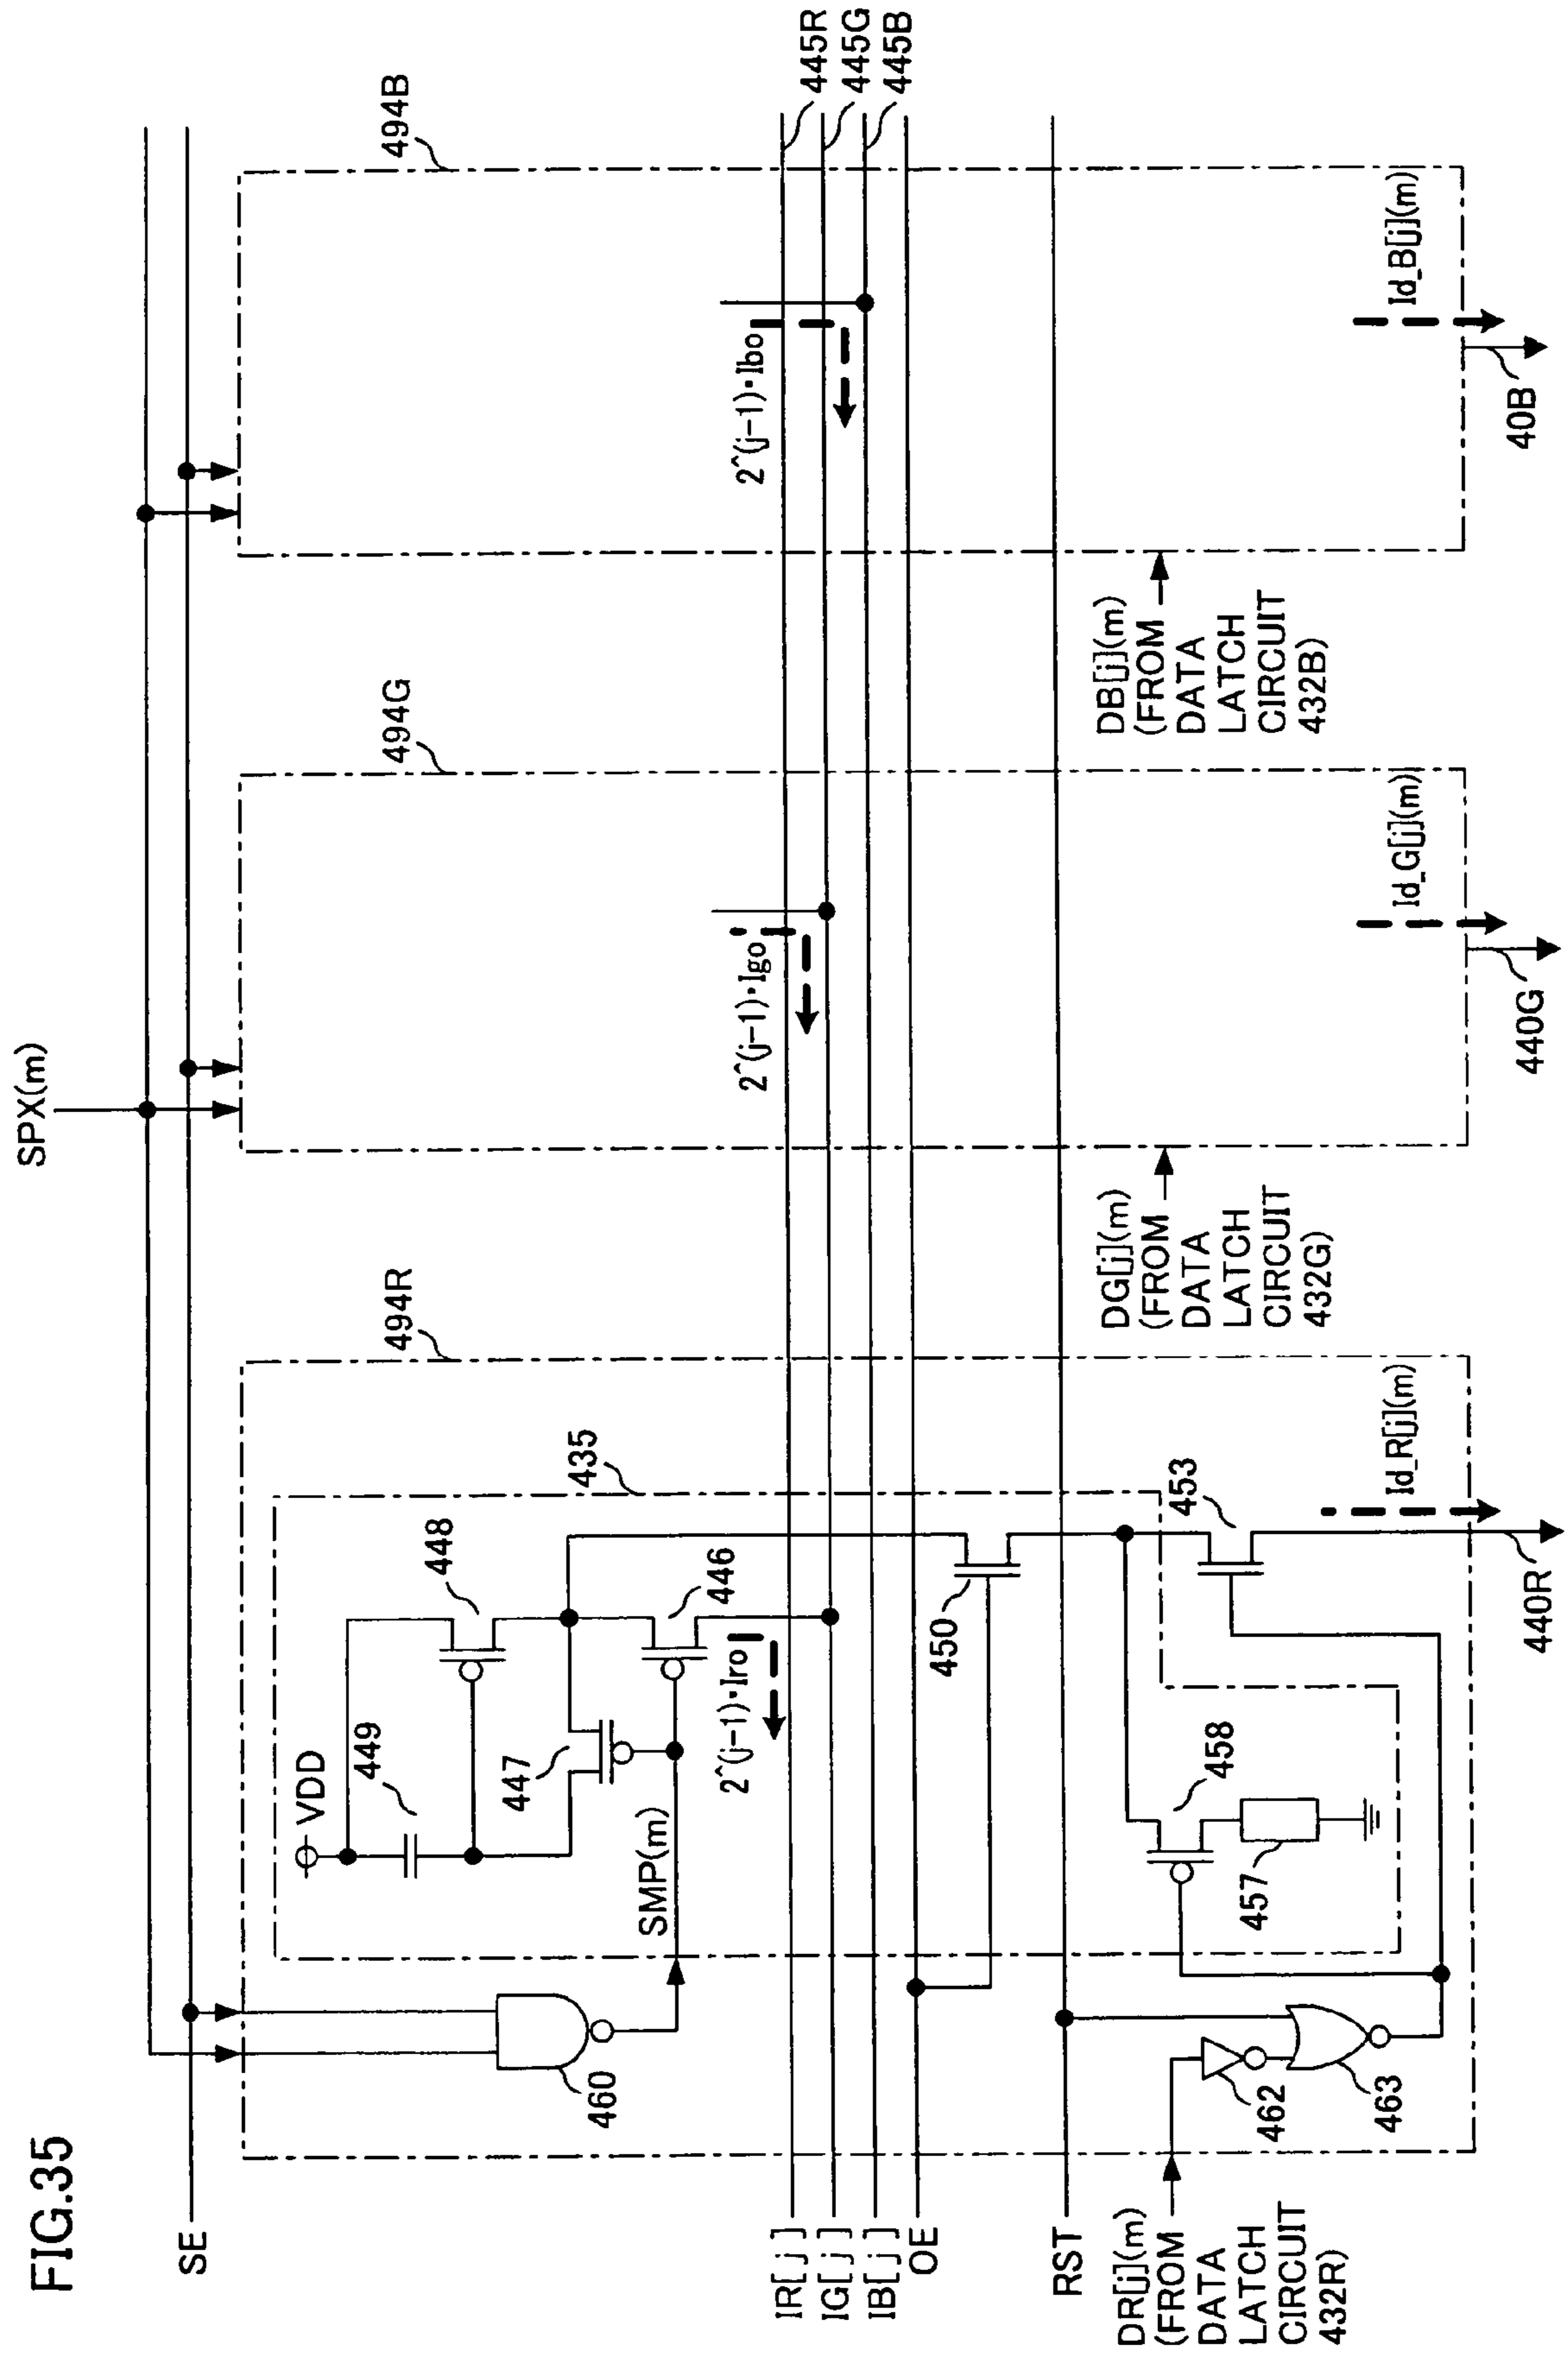 FIG.35
SPX(m)
SE
494R
494G
494B
435
VDD
449
448
447
446
SMP(m)
460
2^(j-1)·Iro
2^(j-1)·Igo
2^(j-1)·Ibo
445R
445G
445B
IR[j]
IG[j]
IB[j]
OE
450
RST
453
458
457
462
463
DR[j](m)
(FROM
DATA
LATCH
CIRCUIT
432R)
DG[j](m)
(FROM
DATA
LATCH
CIRCUIT
432G)
DB[j](m)
(FROM
DATA
LATCH
CIRCUIT
432B)
Id_R[j](m)
Id_G[j](m)
Id_B[j](m)
440R
440G
40B